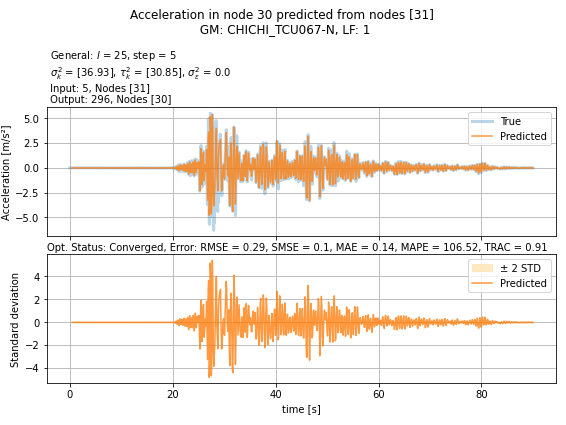 Acceleration in node 30 predicted from nodes [31]
GM: CHICHI_TCU067-N, LF: 1
General: l = 25, step = 5
σ²ₖ = [36.93], τ²ₖ = [30.85], σ²ε = 0.0
Input: 5, Nodes [31]
Output: 296, Nodes [30]
Acceleration [m/s²]
5.0
2.5
0.0
−2.5
−5.0
True
Predicted
Opt. Status: Converged, Error: RMSE = 0.29, SMSE = 0.1, MAE = 0.14, MAPE = 106.52, TRAC = 0.91
Standard deviation
4
2
0
−2
−4
± 2 STD
Predicted
0 20 40 60 80
time [s]